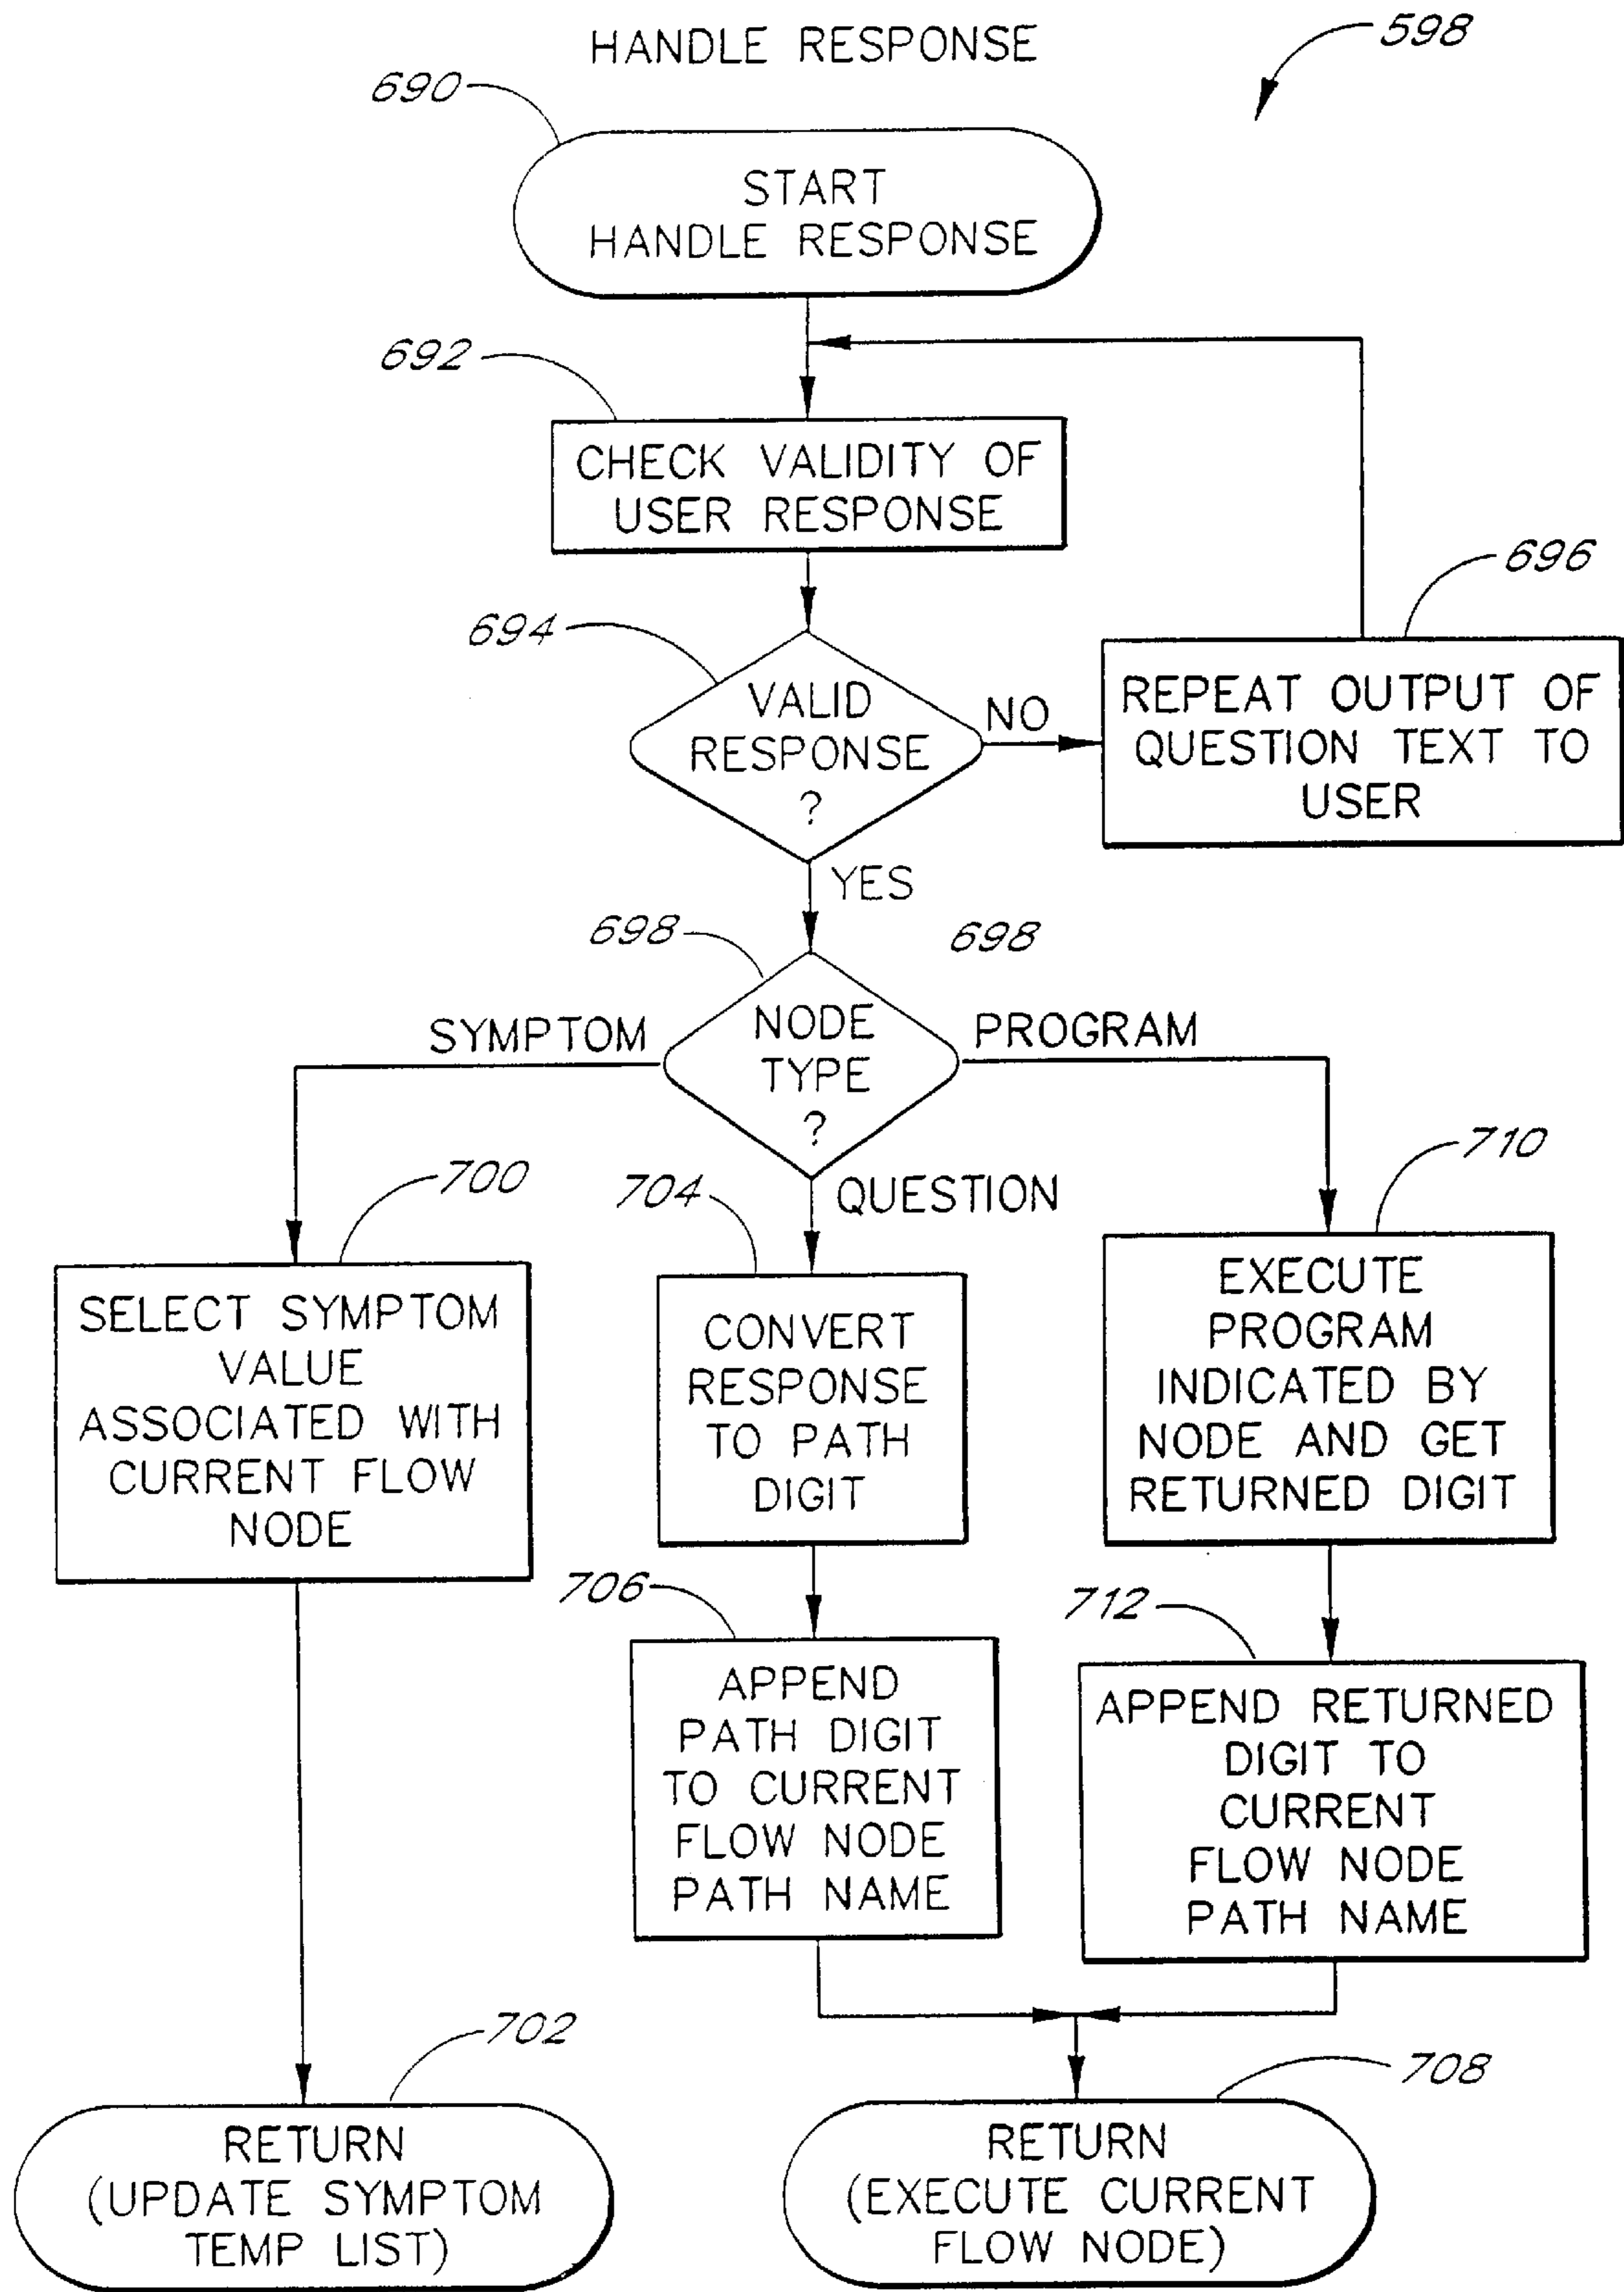 HANDLE RESPONSE
598
690
START
HANDLE RESPONSE
692
CHECK VALIDITY OF
USER RESPONSE
696
694
VALID
RESPONSE
?
NO
REPEAT OUTPUT OF
QUESTION TEXT TO
USER
YES
698
698
SYMPTOM
NODE
TYPE
?
PROGRAM
QUESTION
700
704
710
SELECT SYMPTOM
VALUE
ASSOCIATED WITH
CURRENT FLOW
NODE
CONVERT
RESPONSE
TO PATH
DIGIT
EXECUTE
PROGRAM
INDICATED BY
NODE AND GET
RETURNED DIGIT
706
712
APPEND
PATH DIGIT
TO CURRENT
FLOW NODE
PATH NAME
APPEND RETURNED
DIGIT TO
CURRENT
FLOW NODE
PATH NAME
702
708
RETURN
(UPDATE SYMPTOM
TEMP LIST)
RETURN
(EXECUTE CURRENT
FLOW NODE)